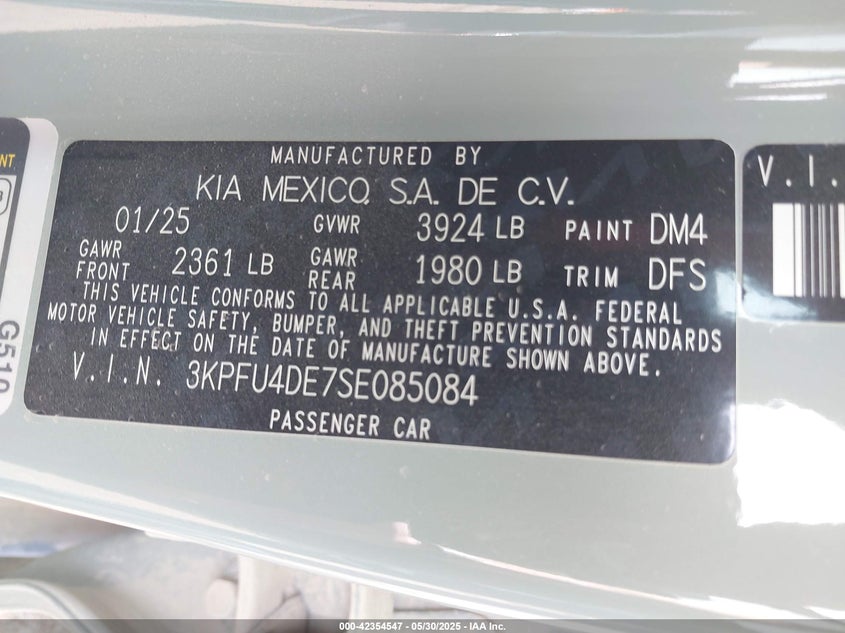 MANUFACTURED BY
KIA MEXICO, S.A. DE C.V.
01/25 GVWR 3924 LB PAINT DM4
GAWR FRONT 2361 LB GAWR REAR 1980 LB TRIM DFS
THIS VEHICLE CONFORMS TO ALL APPLICABLE U.S.A. FEDERAL
MOTOR VEHICLE SAFETY, BUMPER, AND THEFT PREVENTION STANDARDS
IN EFFECT ON THE DATE OF MANUFACTURE SHOWN ABOVE.
V.I.N. 3KPFU4DE7SE085084
PASSENGER CAR
V.I.
G510
000-42354547 — 05/30/2025 - IAA Inc.